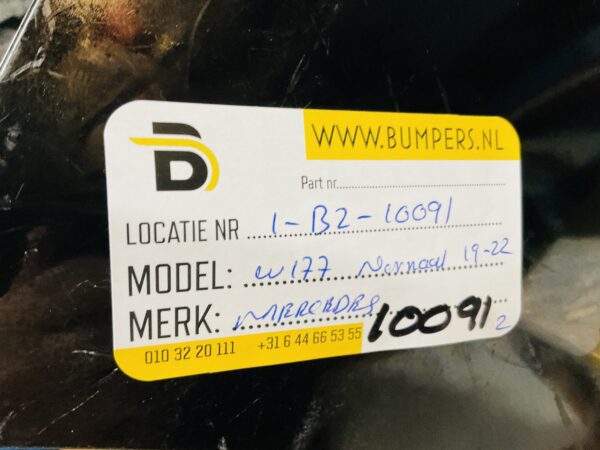 WWW.BUMPERS.NL
Part nr
LOCATIE NR 1-B2-10091
MODEL: W177 Normaal 19-22
MERK: MERCEDES
10091 2
010 32 20 111 +31 6 44 66 53 55